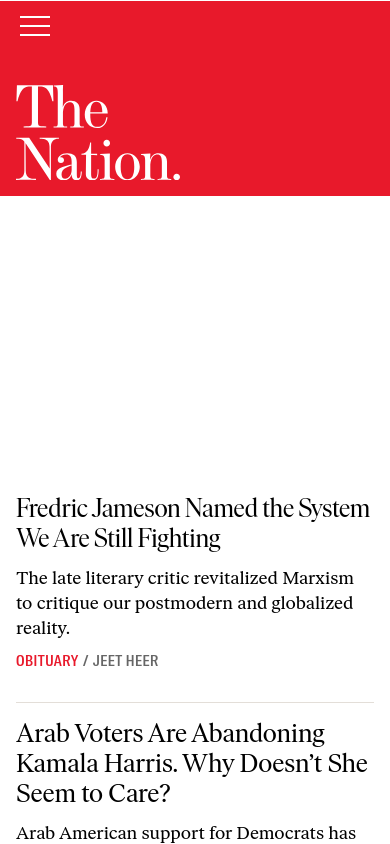 The
Nation.
Fredric Jameson Named the System
We Are Still Fighting
The late literary critic revitalized Marxism
to critique our postmodern and globalized
reality.
OBITUARY / JEET HEER
Arab Voters Are Abandoning
Kamala Harris. Why Doesn’t She
Seem to Care?
Arab American support for Democrats has